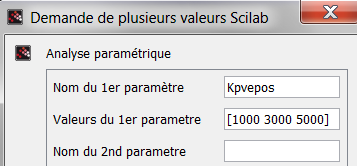 Demande de plusieurs valeurs Scilab
Analyse paramétrique
Nom du 1er paramètre Kpvepos
Valeurs du 1er parametre [1000 3000 5000]
Nom du 2nd parametre